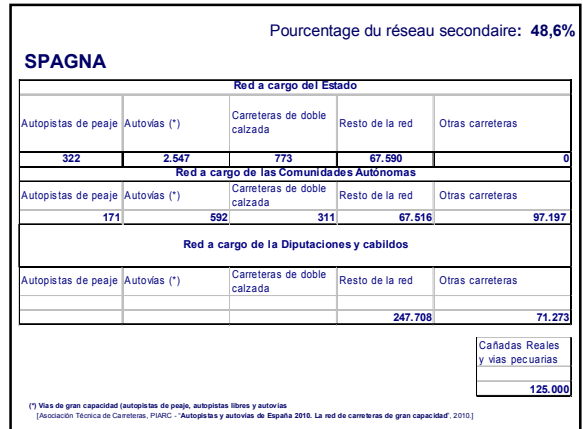 Pourcentage du réseau secondaire: 48,6%
SPAGNA
Red a cargo del Estado
Autopistas de peaje Autovías (*) Carreteras de doble calzada Resto de la red Otras carreteras
322 2.547 773 67.590 0
Red a cargo de las Comunidades Autónomas
Autopistas de peaje Autovías (*) Carreteras de doble calzada Resto de la red Otras carreteras
171 592 311 67.516 97.197
Red a cargo de la Diputaciones y cabildos
Autopistas de peaje Autovías (*) Carreteras de doble calzada Resto de la red Otras carreteras
247.708 71.273
Cañadas Reales
y vias pecuarias
125.000
(*) Vías de gran capacidad (autopistas de peaje, autopistas libres y autovías
[Asociación Técnica de Carreteras, PIARC - "Autopistas y autovías de España 2010. La red de carreteras de gran capacidad", 2010.]